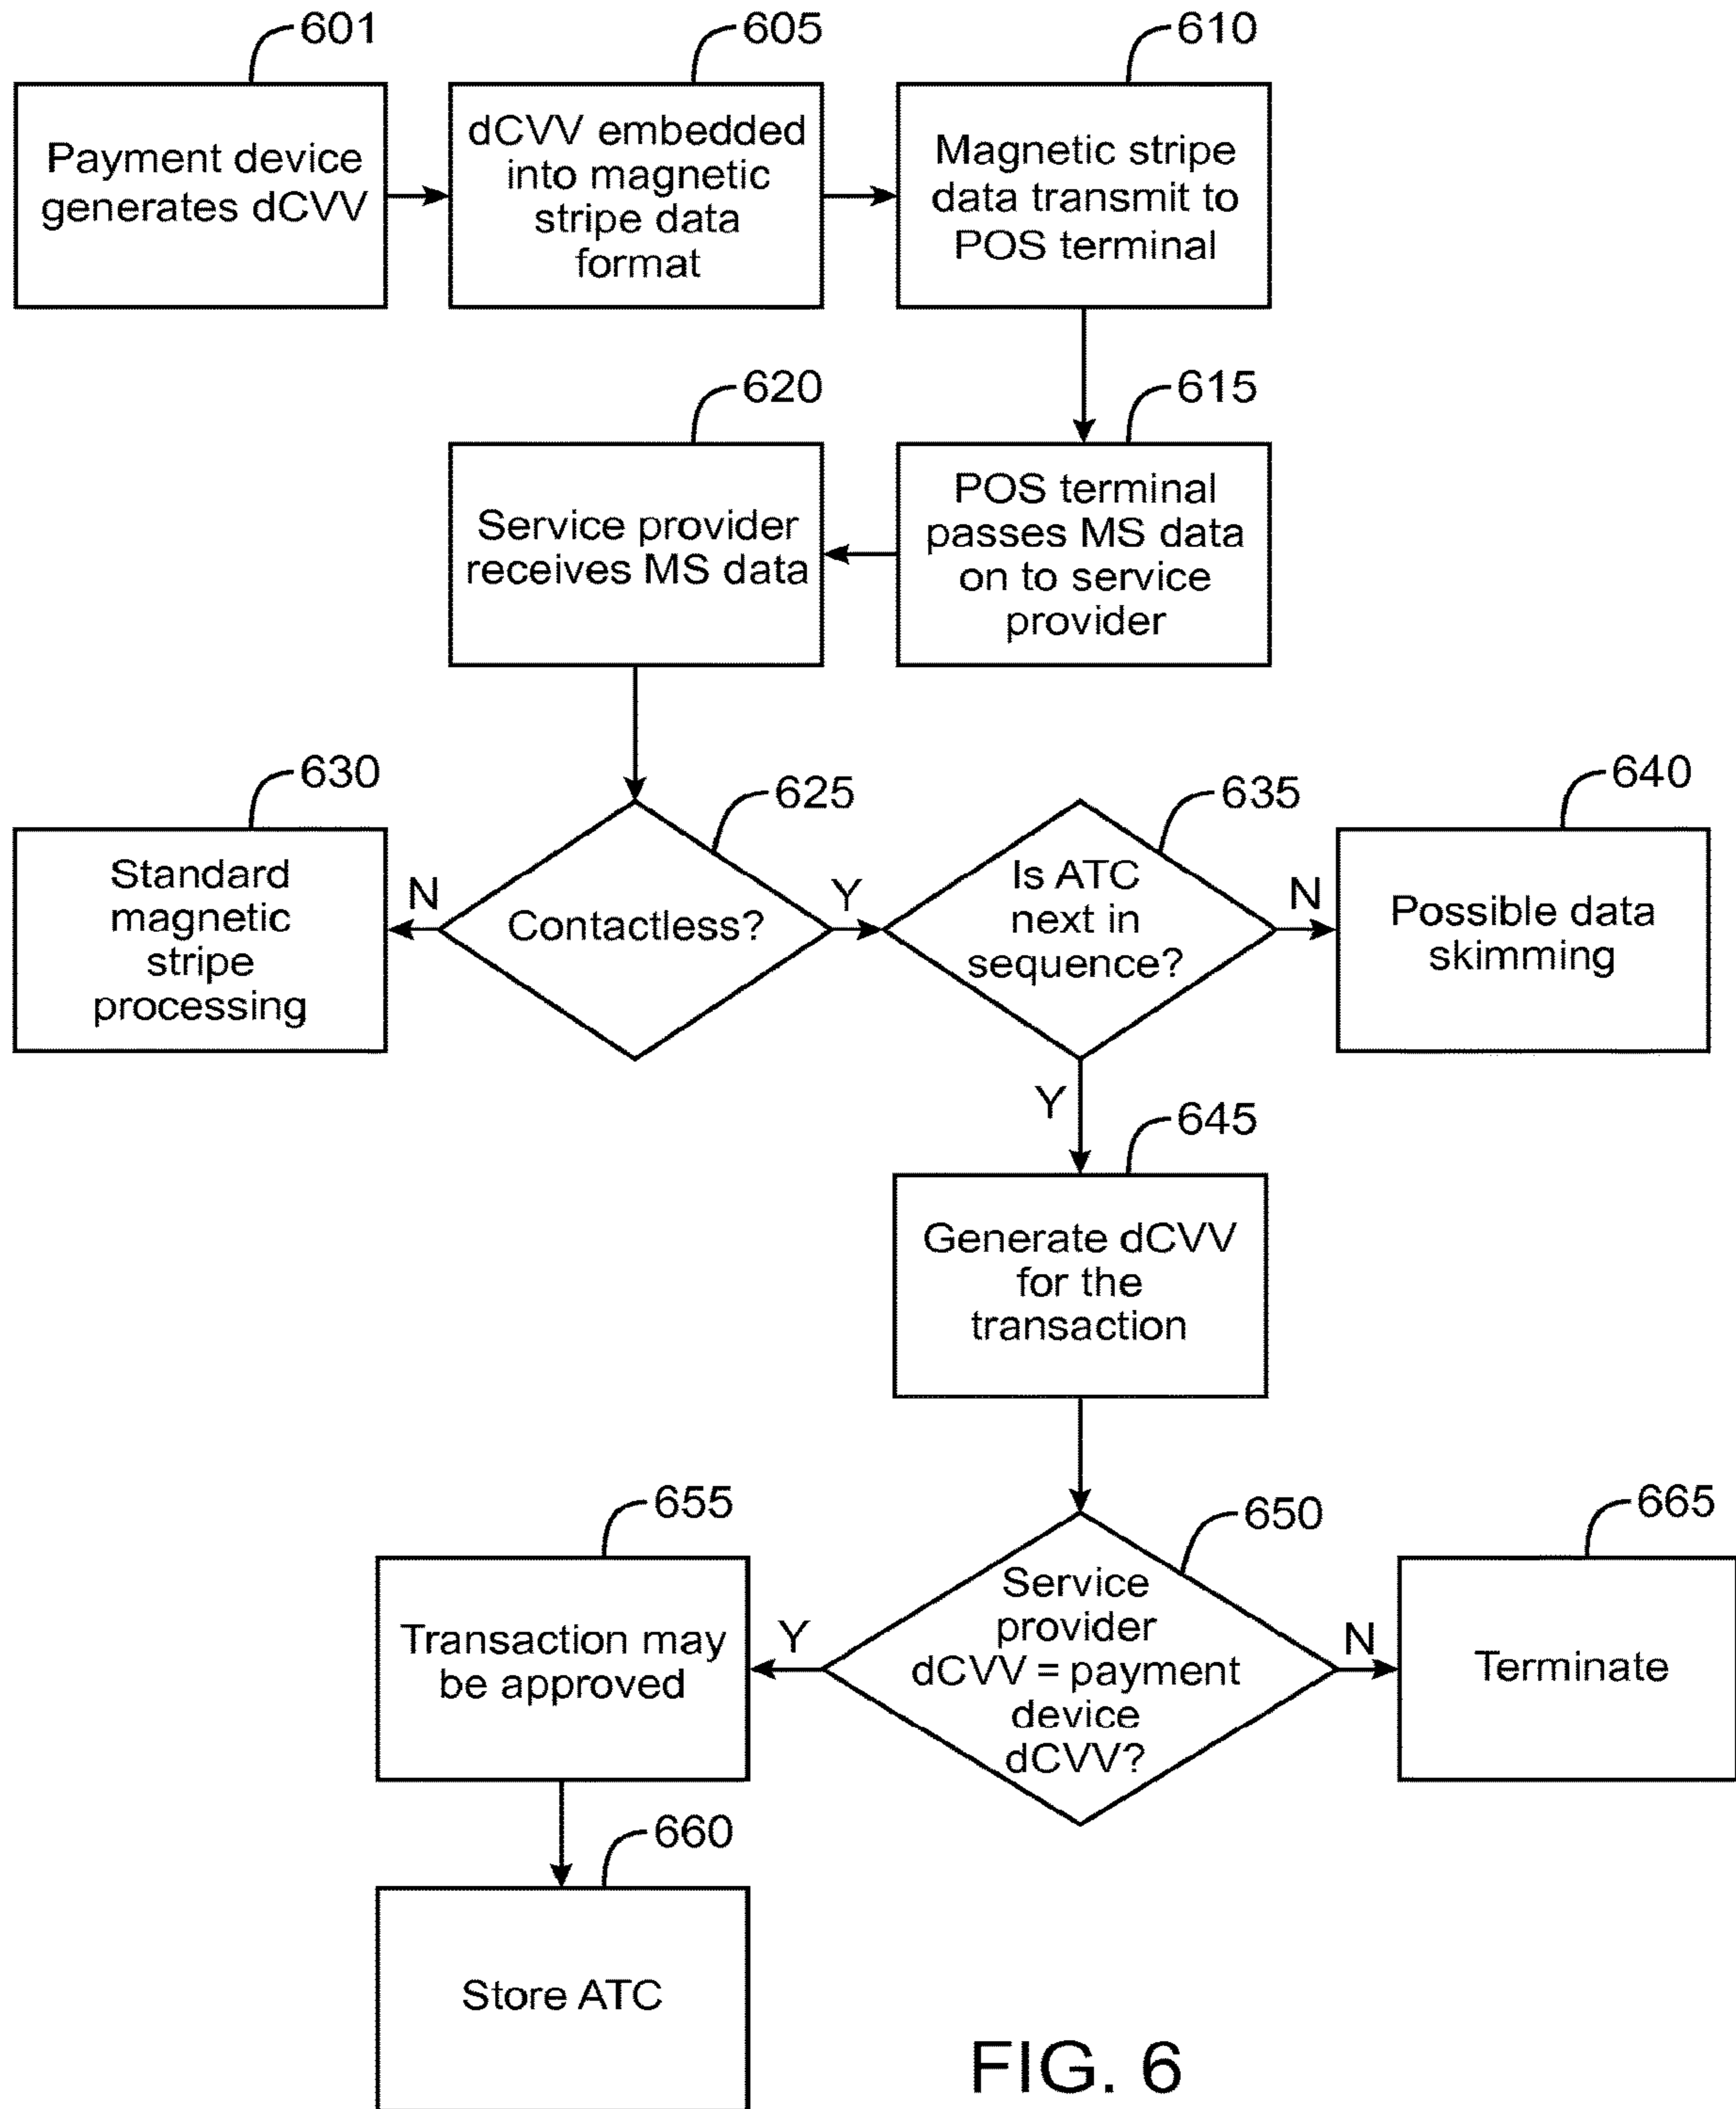 601
Payment device
generates dCVV
605
dCVV embedded
into magnetic
stripe data
format
610
Magnetic stripe
data transmit to
POS terminal
615
POS terminal
passes MS data
on to service
provider
620
Service provider
receives MS data
625
Contactless?
N
Y
630
Standard
magnetic
stripe
processing
635
Is ATC
next in
sequence?
N
Y
640
Possible data
skimming
645
Generate dCVV
for the
transaction
650
Service
provider
dCVV = payment
device
dCVV?
Y
N
655
Transaction may
be approved
665
Terminate
660
Store ATC
FIG. 6